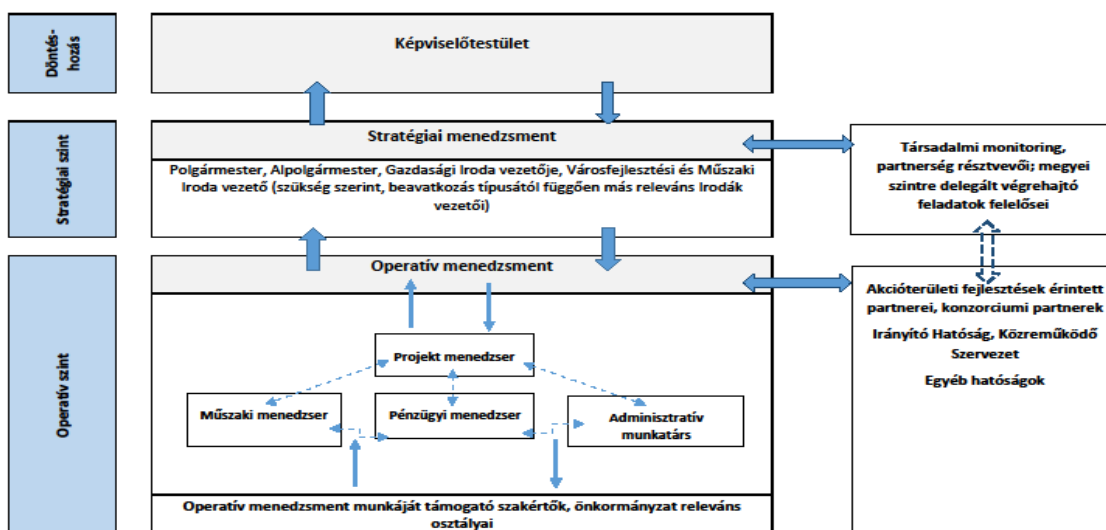 Döntés-
hozás
Képviselőtestület
Stratégiai szint
Stratégiai menedzsment
Polgármester, Alpolgármester, Gazdasági Iroda vezetője, Városfejlesztési és Műszaki
Iroda vezető (szükség szerint, beavatkozás típusától függően más releváns Irodák
vezetői)
Társadalmi monitoring,
partnerség résztvevői; megyei
szintre delegált végrehajtó
feladatok felelősei
Operatív szint
Operatív menedzsment
Projekt menedzser
Műszaki menedzser
Pénzügyi menedzser
Adminisztratív
munkatárs
Operatív menedzsment munkáját támogató szakértők, önkormányzat releváns
osztályai
Akcióterületi fejlesztések érintett
partnerei, konzorciumi partnerek
Irányító Hatóság, Közreműködő
Szervezet
Egyéb hatóságok